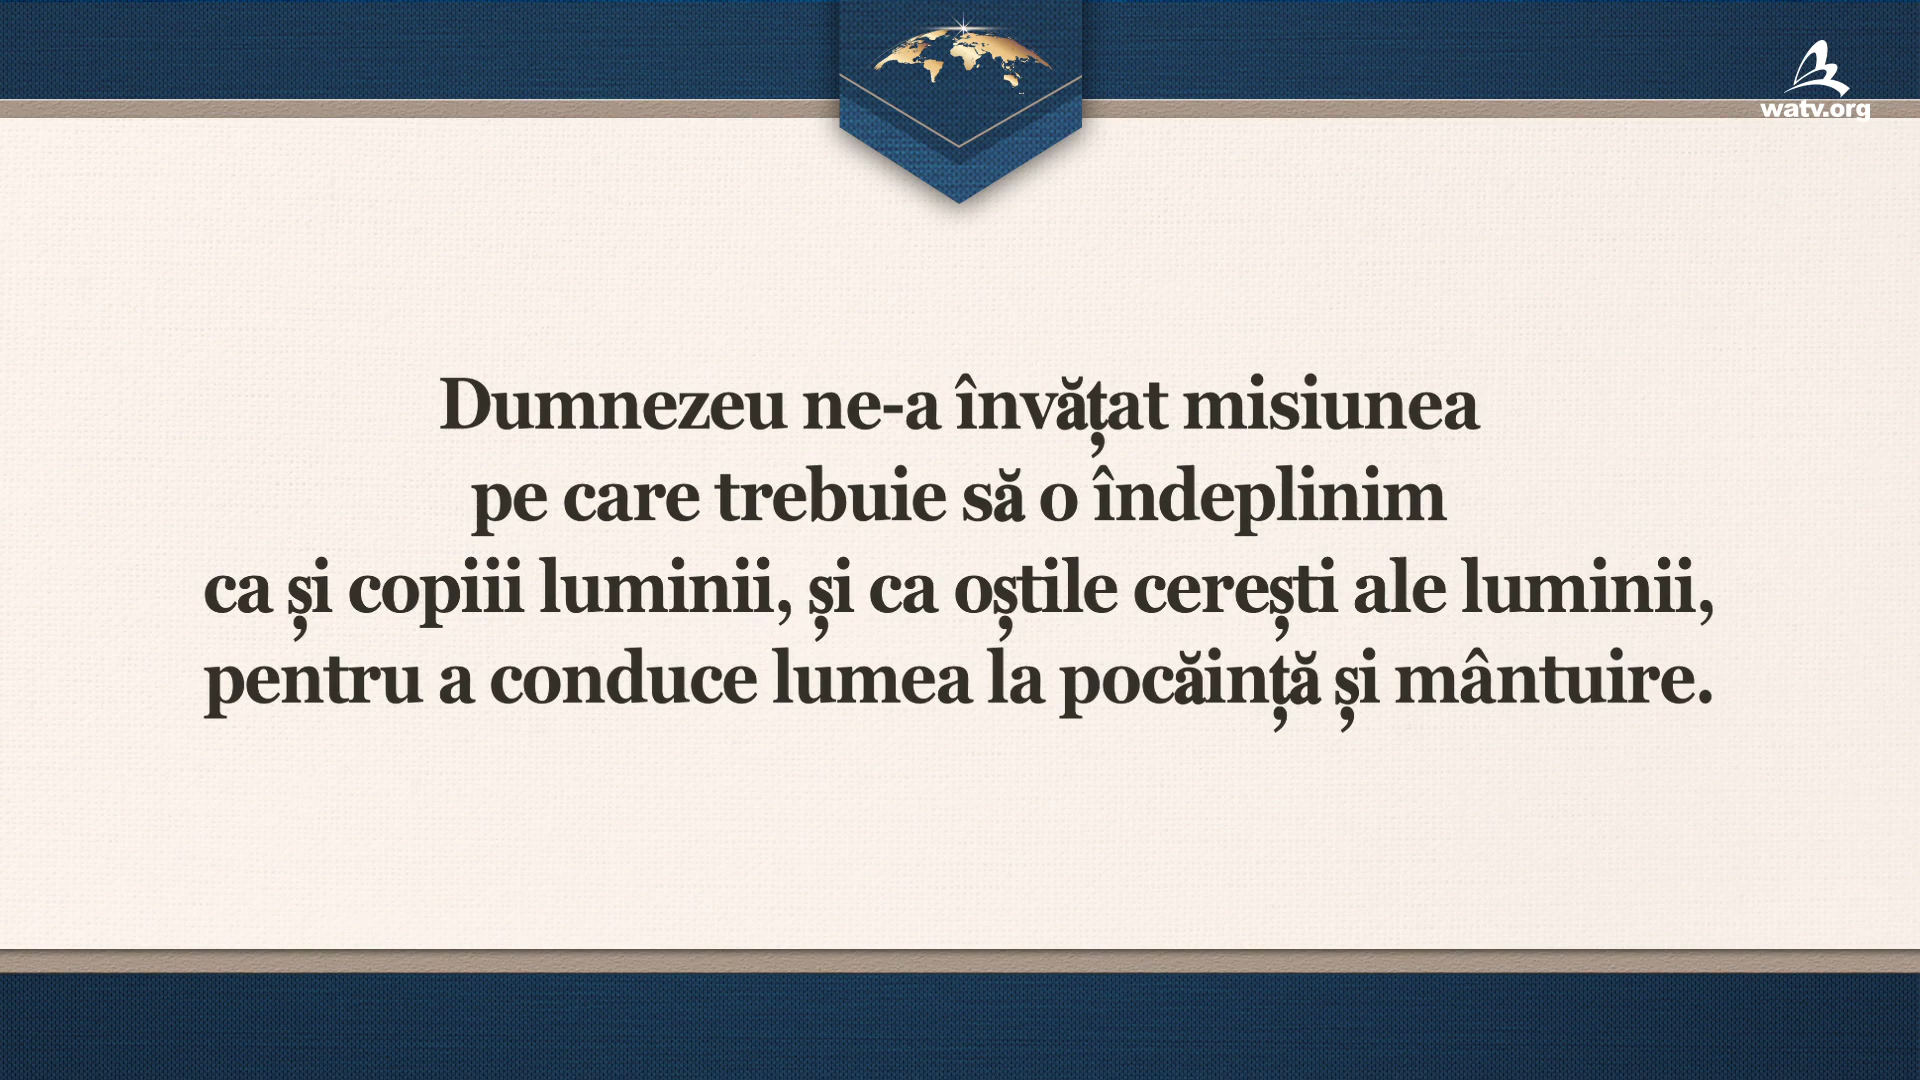 watv.org
Dumnezeu ne-a învățat misiunea
pe care trebuie să o îndeplinim
ca și copiii luminii, și ca oștile cerești ale luminii,
pentru a conduce lumea la pocăință și mântuire.